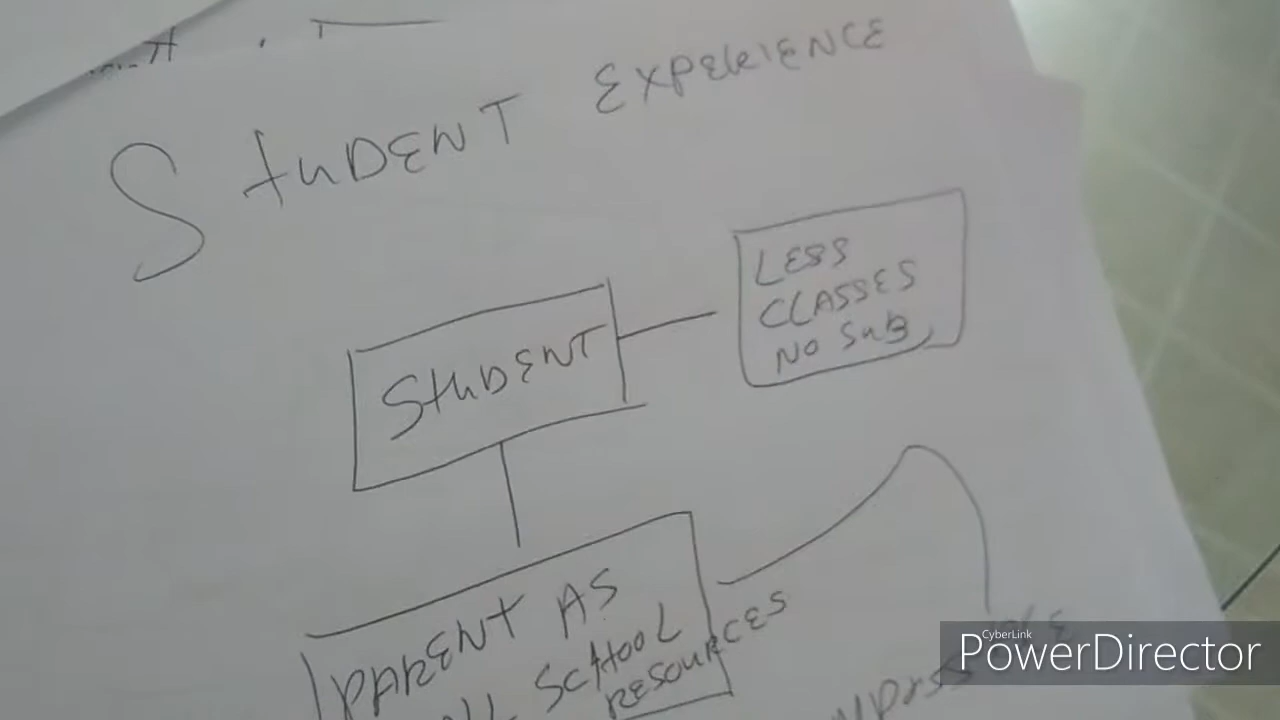 STUDENT EXPERIENCE
STUDENT
LESS
CLASSES
NO SUB
PARENT AS
SCHOOL
RESOURCES
CyberLink
PowerDirector